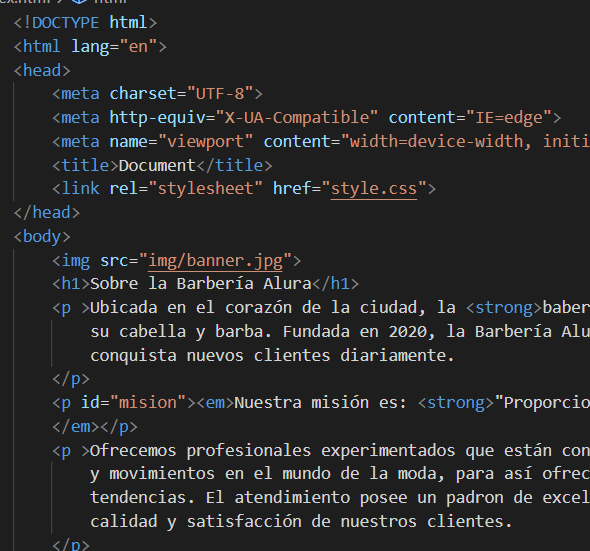 <!DOCTYPE html>
<html lang="en">
<head>
<meta charset="UTF-8">
<meta http-equiv="X-UA-Compatible" content="IE=edge">
<meta name="viewport" content="width=device-width, initi
<title>Document</title>
<link rel="stylesheet" href="style.css">
</head>
<body>
<img src="img/banner.jpg">
<h1>Sobre la Barbería Alura</h1>
<p >Ubicada en el corazón de la ciudad, la <strong>baber
su cabella y barba. Fundada en 2020, la Barbería Alu
conquista nuevos clientes diariamente.
</p>
<p id="mision"><em>Nuestra misión es: <strong>"Proporcio
</em></p>
<p >Ofrecemos profesionales experimentados que están con
y movimientos en el mundo de la moda, para así ofrec
tendencias. El atendimiento posee un padron de excel
calidad y satisfacción de nuestros clientes.
</p>